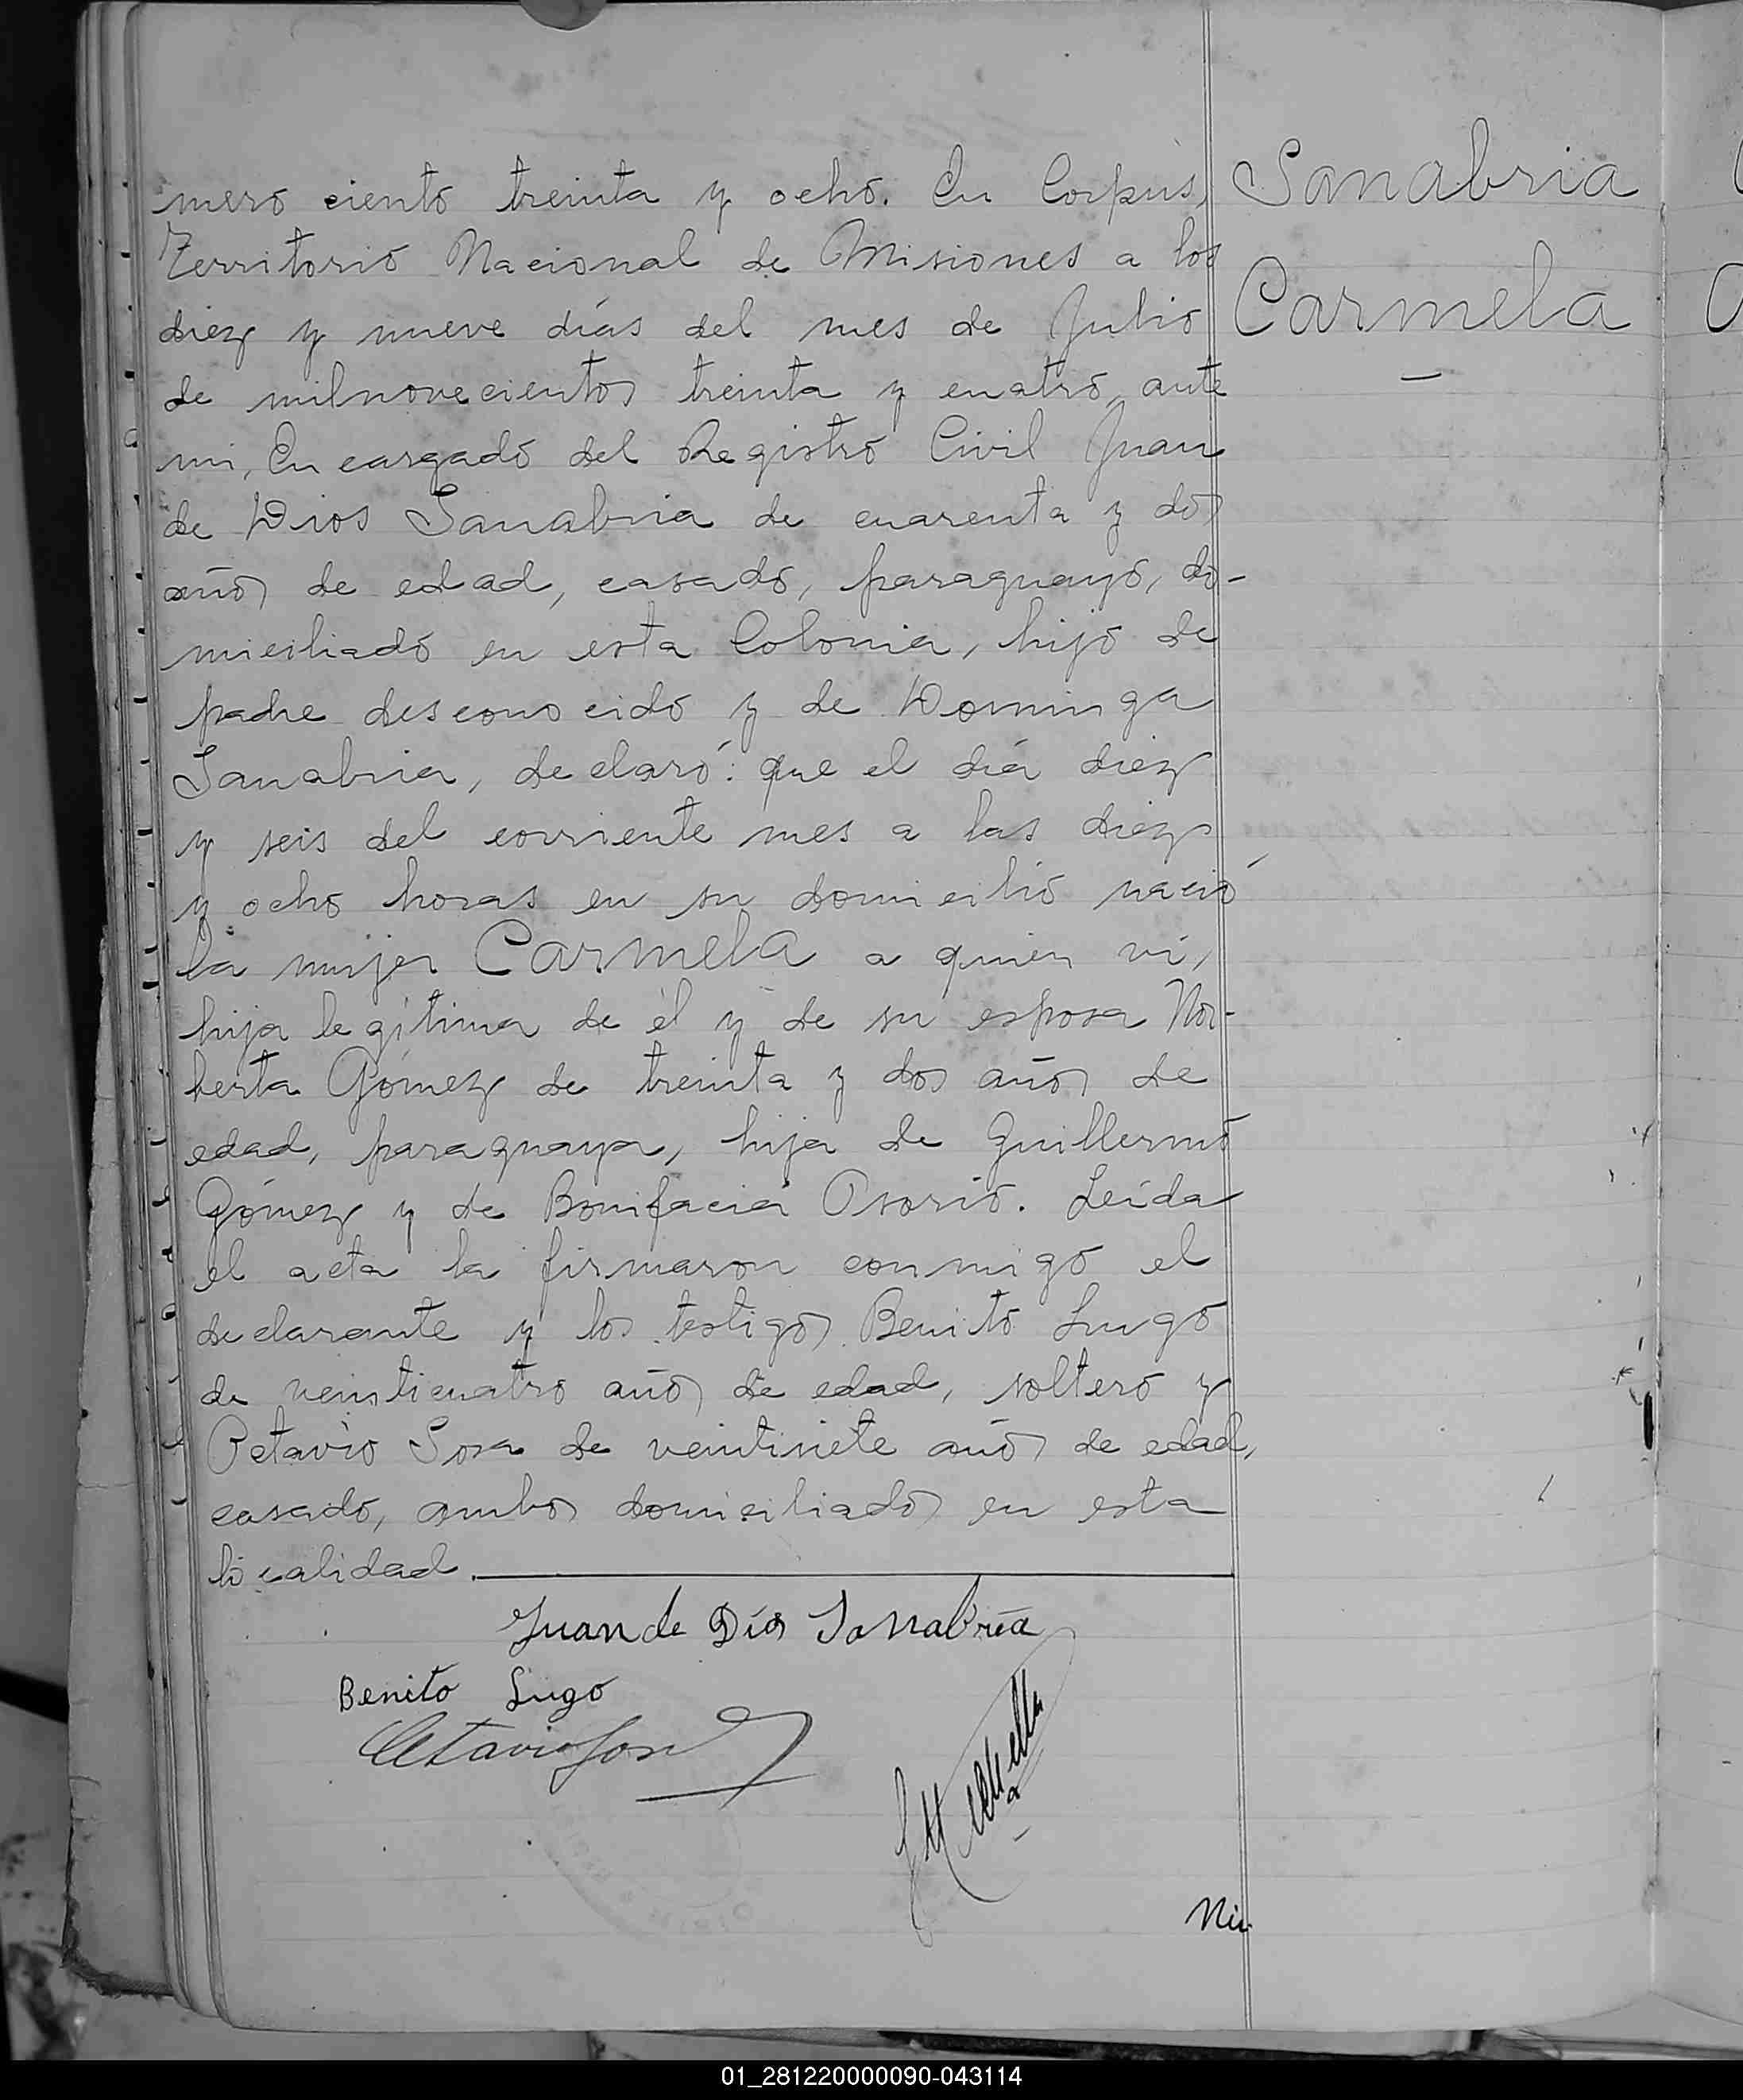 mero ciento treinta y ocho. En Corpus,
Territorio Nacional de Misiones a los
diez y nueve días del mes de Julio
de milnovecientos treinta y cuatro, ante
mi, Encargado del Registro Civil Juan
de Dios Sanabria de cuarenta y dos
años de edad, casado, paraguayo, do-
miciliado en esta Colonia, hijo de
padre desconocido y de Dominga
Sanabria, declaró: que el día diez
y seis del corriente mes a las diez
y ocho horas en su domicilio nació
la mujer Carmela a quien ví,
hija legítima de él y de su esposa Nor-
berta Gómez de treinta y dos años de
edad, paraguaya, hija de Guillermo
Gómez y de Bonifacia Osorio. Leída
el acta la firmaron conmigo el
declarante y los testigos Benito Lugo
de veinticuatro años de edad, soltero y
Octavio Sosa de veintisiete años de edad,
casado, ambos domiciliados en esta
localidad.
Sanabria
Carmela
Juan de Dios Sanabria
Benito Lugo
Octavio Sosa
Nú
01_281220000090-043114